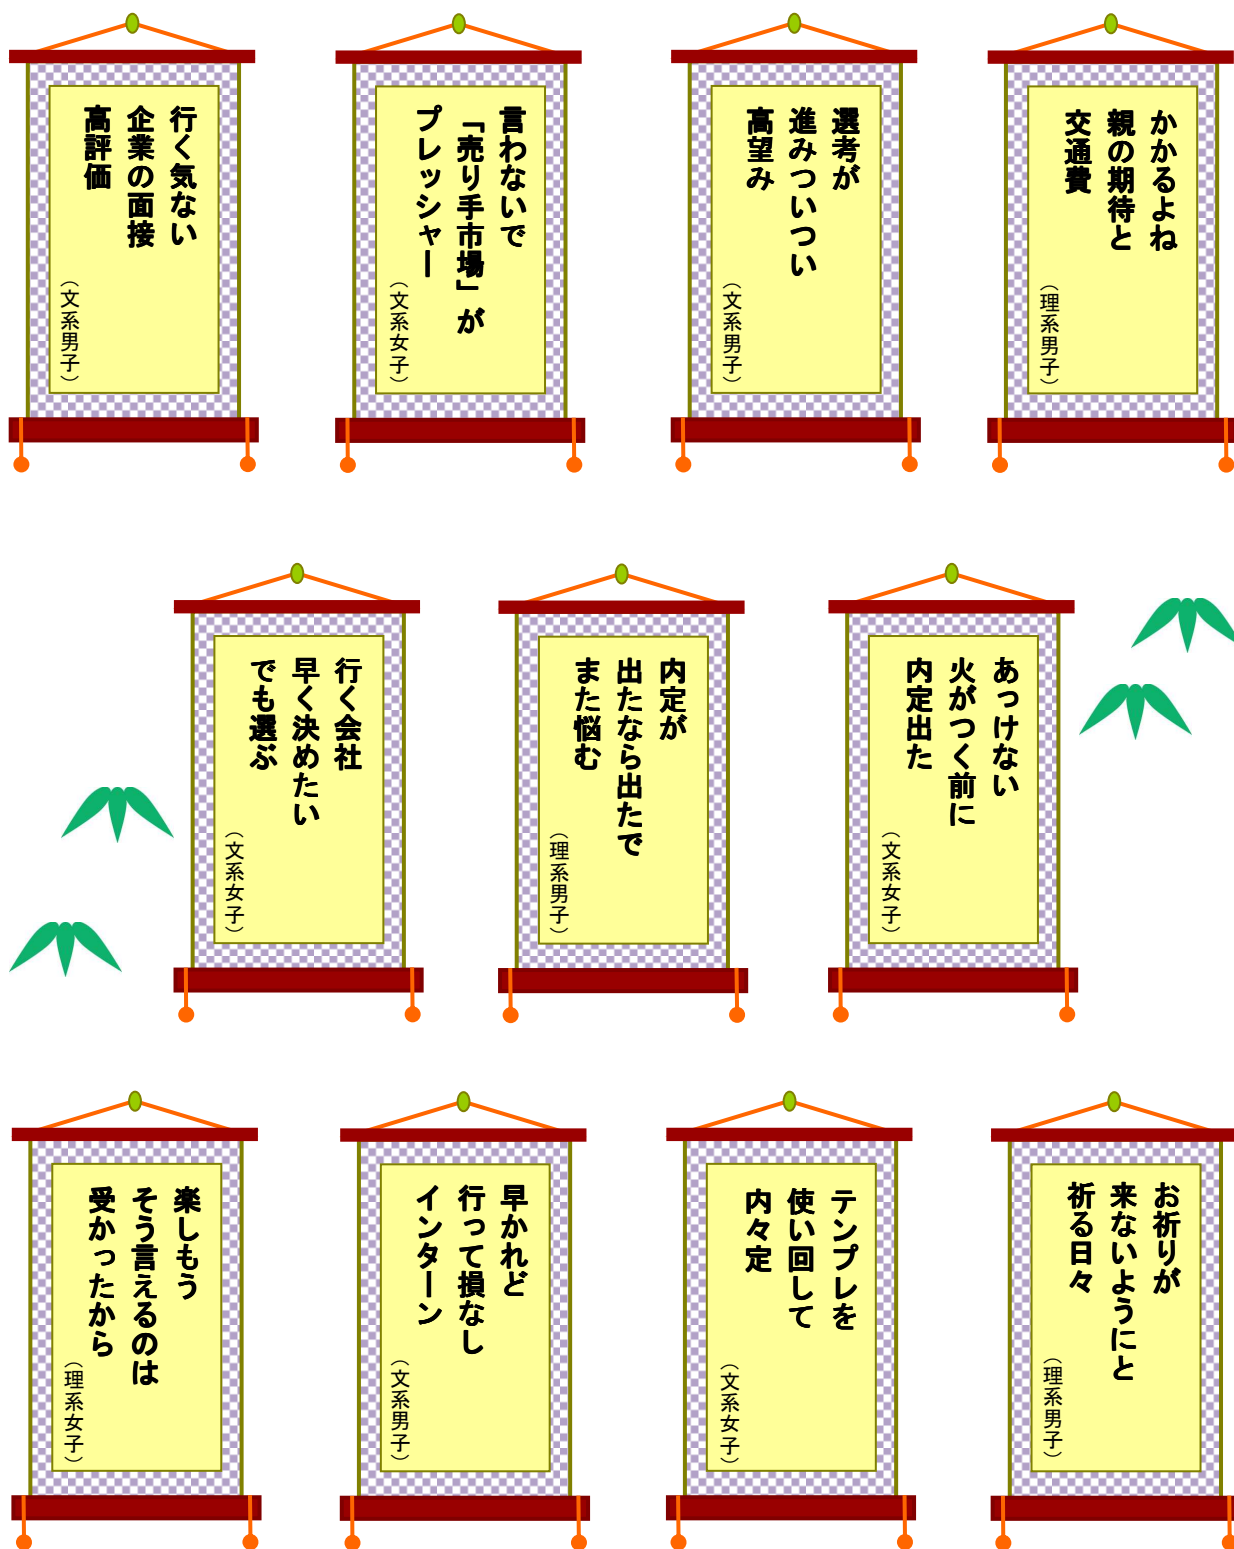 かかるよね
親の期待と
交通費
（理系男子）
選考が
進みついつい
高望み
（文系男子）
言わないで
「売り手市場」が
プレッシャー
（文系女子）
行く気ない
企業の面接
高評価
（文系男子）
あっけない
火がつく前に
内定出た
（文系女子）
内定が
出たなら出たで
また悩む
（理系男子）
行く会社
早く決めたい
でも選ぶ
（文系女子）
お祈りが
来ないようにと
祈る日々
（理系男子）
テンプレを
使い回して
内々定
（文系女子）
早かれど
行って損なし
インターン
（文系男子）
楽しもう
そう言えるのは
受かったから
（理系女子）